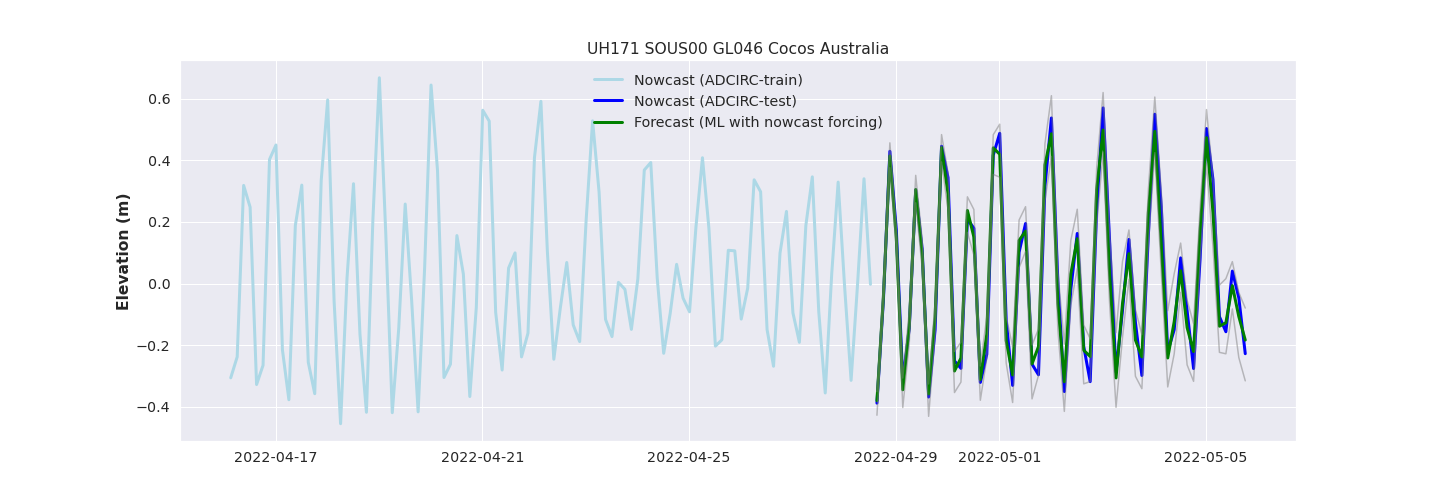 UH171 SOUS00 GL046 Cocos Australia
Nowcast (ADCIRC-train)
Nowcast (ADCIRC-test)
Forecast (ML with nowcast forcing)
Elevation (m)
0.6
0.4
0.2
0.0
−0.2
−0.4
2022-04-17 2022-04-21 2022-04-25 2022-04-29 2022-05-01 2022-05-05